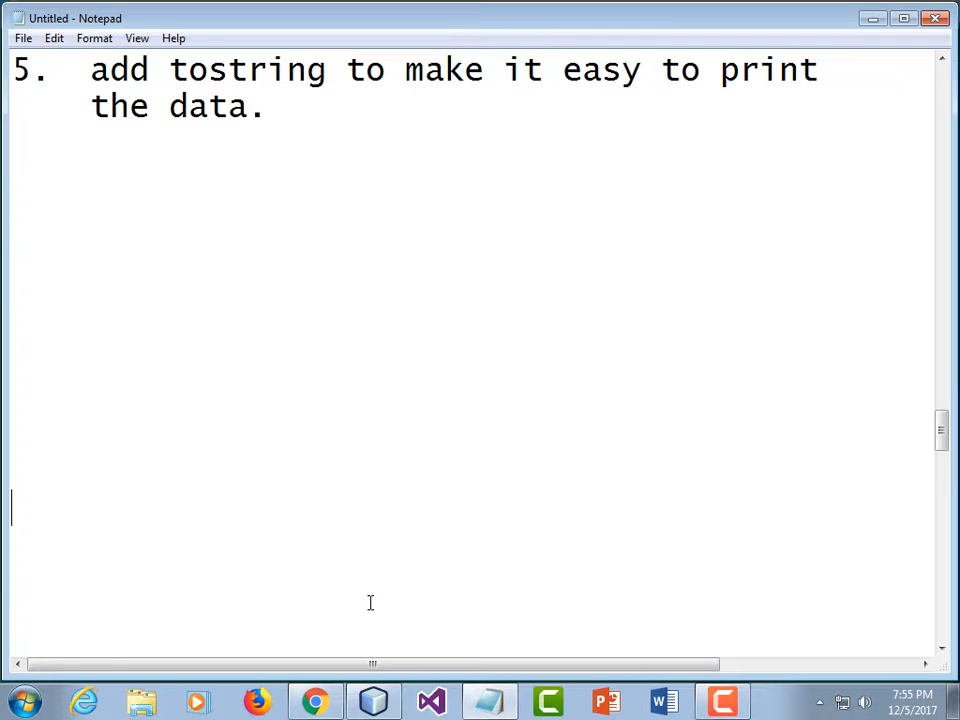 Untitled - Notepad
File Edit Format View Help
5. add tostring to make it easy to print
the data.
7:55 PM
12/5/2017